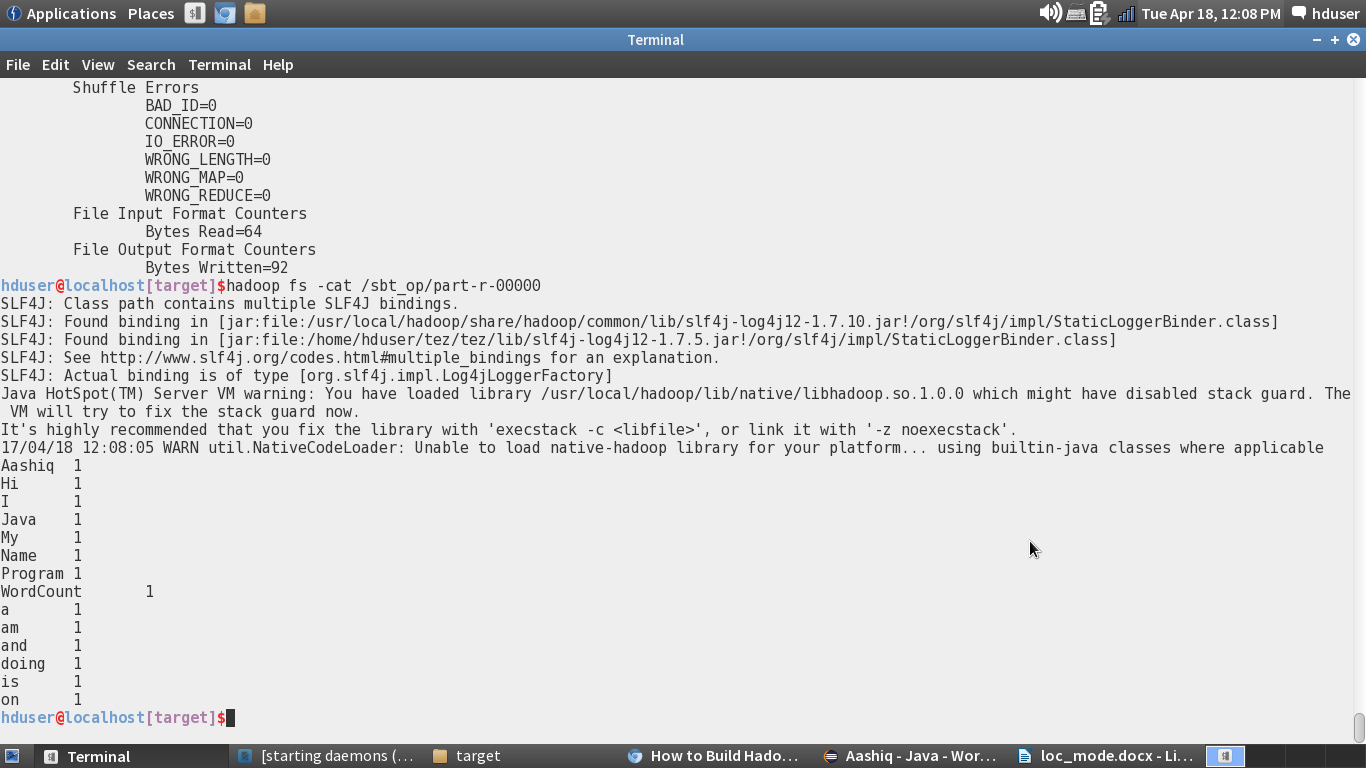 Applications Places Tue Apr 18, 12:08 PM hduser
Terminal
File Edit View Search Terminal Help
Shuffle Errors
BAD_ID=0
CONNECTION=0
IO_ERROR=0
WRONG_LENGTH=0
WRONG_MAP=0
WRONG_REDUCE=0
File Input Format Counters
Bytes Read=64
File Output Format Counters
Bytes Written=92
hduser@localhost[target]$hadoop fs -cat /sbt_op/part-r-00000
SLF4J: Class path contains multiple SLF4J bindings.
SLF4J: Found binding in [jar:file:/usr/local/hadoop/share/hadoop/common/lib/slf4j-log4j12-1.7.10.jar!/org/slf4j/impl/StaticLoggerBinder.class]
SLF4J: Found binding in [jar:file:/home/hduser/tez/tez/lib/slf4j-log4j12-1.7.5.jar!/org/slf4j/impl/StaticLoggerBinder.class]
SLF4J: See http://www.slf4j.org/codes.html#multiple_bindings for an explanation.
SLF4J: Actual binding is of type [org.slf4j.impl.Log4jLoggerFactory]
Java HotSpot(TM) Server VM warning: You have loaded library /usr/local/hadoop/lib/native/libhadoop.so.1.0.0 which might have disabled stack guard. The
VM will try to fix the stack guard now.
It's highly recommended that you fix the library with 'execstack -c <libfile>', or link it with '-z noexecstack'.
17/04/18 12:08:05 WARN util.NativeCodeLoader: Unable to load native-hadoop library for your platform... using builtin-java classes where applicable
Aashiq 1
Hi 1
I 1
Java 1
My 1
Name 1
Program 1
WordCount 1
a 1
am 1
and 1
doing 1
is 1
on 1
hduser@localhost[target]$
Terminal [starting daemons (... target How to Build Hado... Aashiq - Java - Wor... loc_mode.docx - Li...